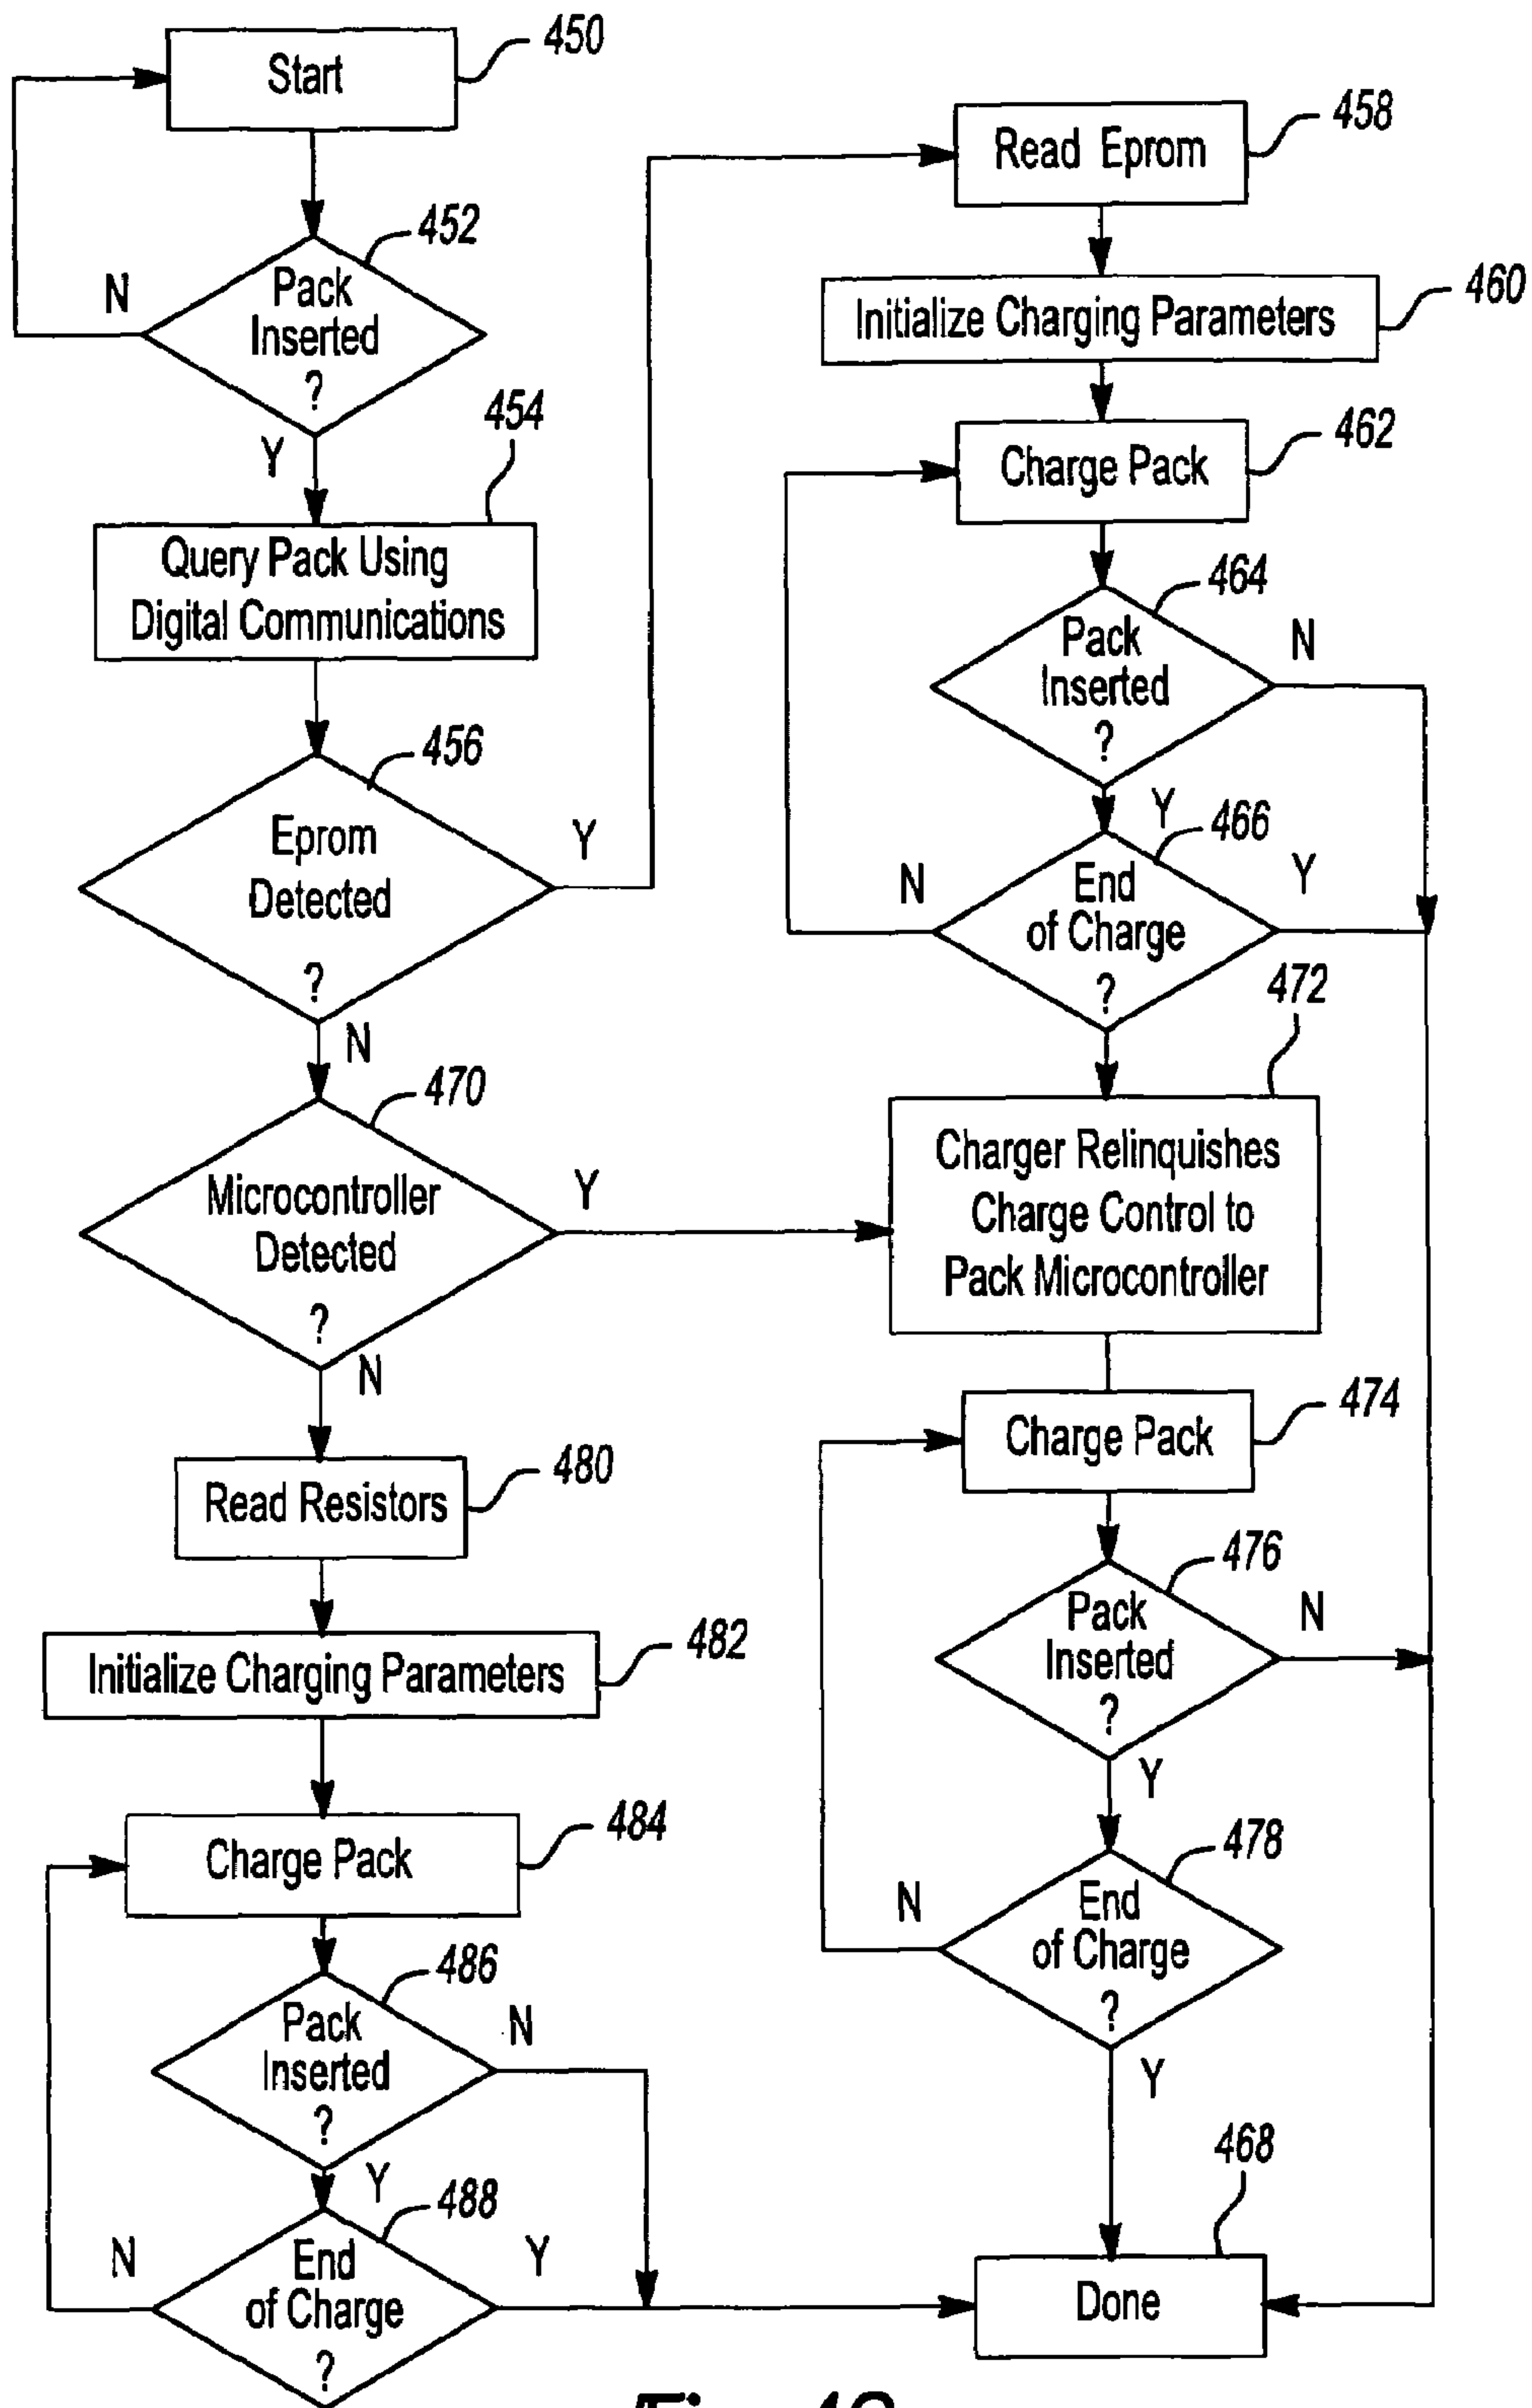 Start
450
Pack
Inserted
?
452
N
Y
454
Query Pack Using
Digital Communications
Eprom
Detected
?
456
Y
N
Microcontroller
Detected
?
470
Y
N
Read Resistors
480
Initialize Charging Parameters
482
Charge Pack
484
Pack
Inserted
?
486
N
Y
End
of Charge
?
488
N
Y
Read Eprom
458
Initialize Charging Parameters
460
Charge Pack
462
Pack
Inserted
?
464
N
Y
End
of Charge
?
466
N
Y
472
Charger Relinquishes
Charge Control to
Pack Microcontroller
Charge Pack
474
Pack
Inserted
?
476
N
Y
End
of Charge
?
478
N
Y
468
Done